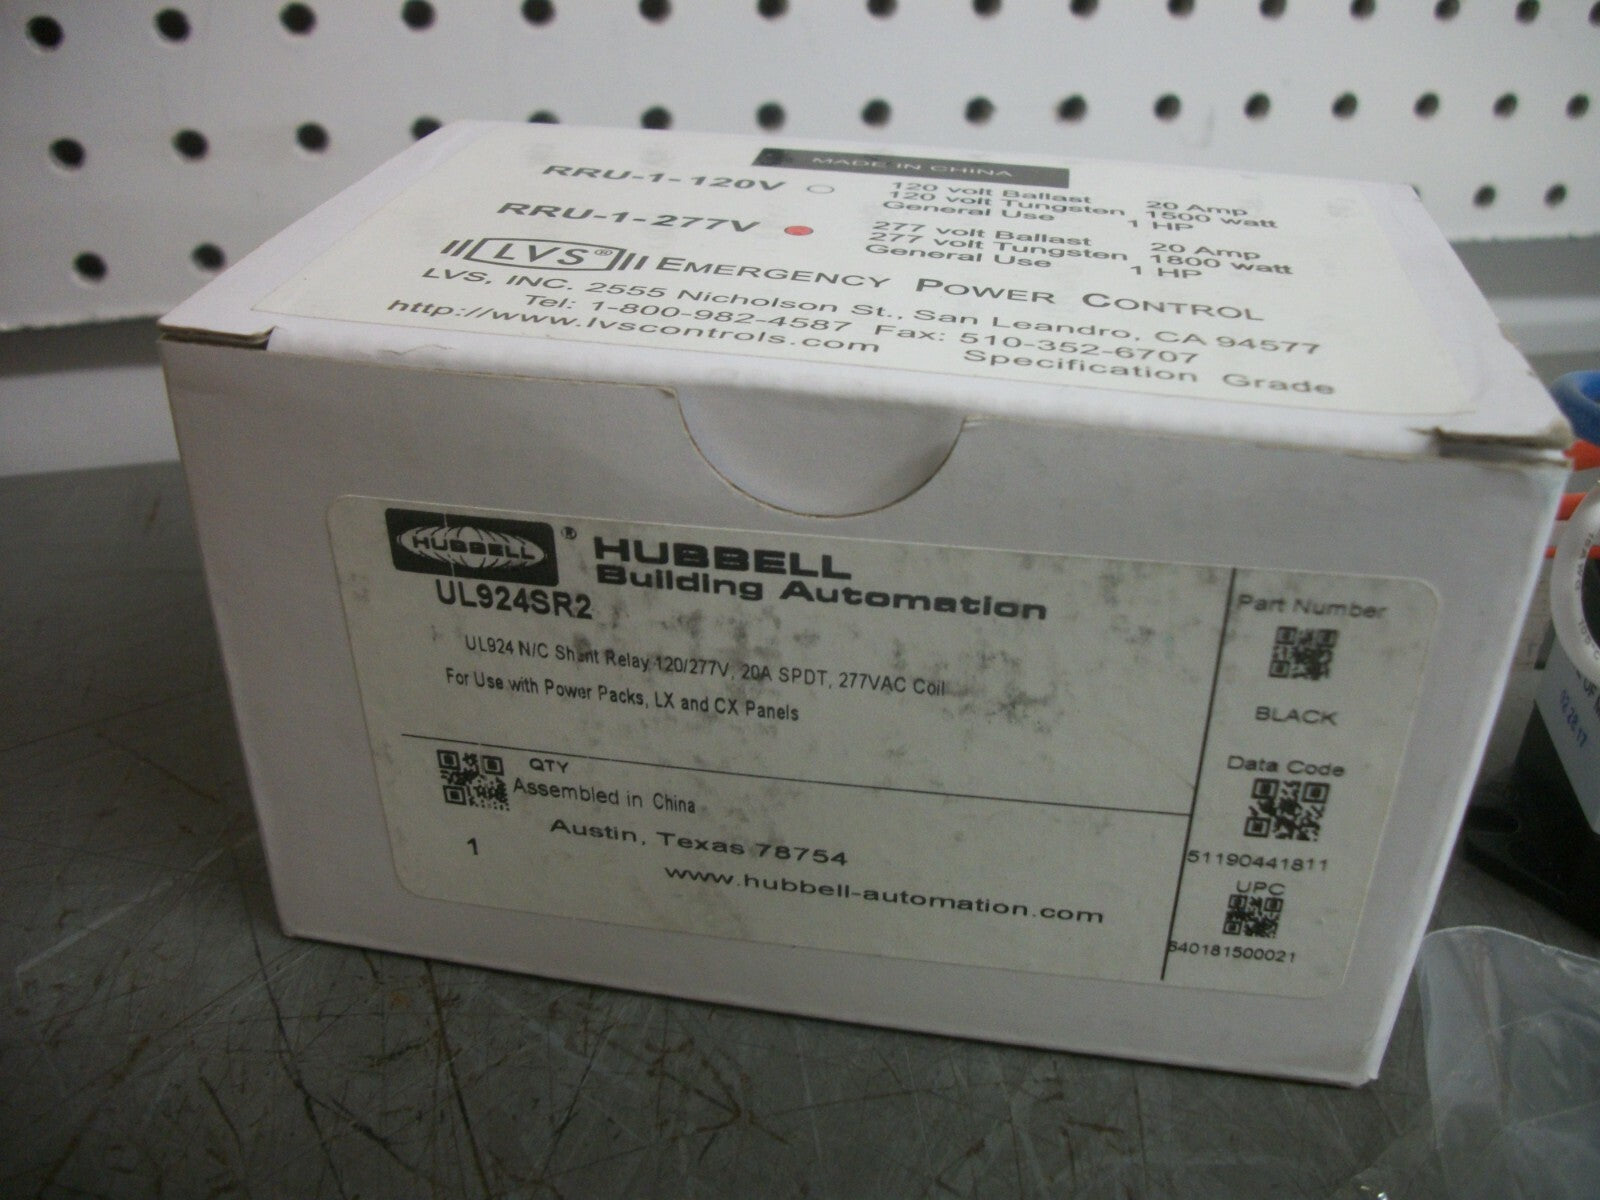 MADE IN CHINA
RRU-1-120V
120 volt Ballast 20 Amp
120 volt Tungsten 1500 watt
General Use 1 HP
RRU-1-277V
277 volt Ballast 20 Amp
277 volt Tungsten 1800 watt
General Use 1 HP
LVS® EMERGENCY POWER CONTROL
LVS, INC. 2555 Nicholson St., San Leandro, CA 94577
Tel: 1-800-982-4587 Fax: 510-352-6707
http://www.lvscontrols.com Specification Grade
HUBBELL ® HUBBELL
Building Automation
UL924SR2
UL924 N/C Shunt Relay 120/277V, 20A SPDT, 277VAC Coil
For Use with Power Packs, LX and CX Panels
QTY
Assembled in China
1
Austin, Texas 78754
www.hubbell-automation.com
Part Number
BLACK
Data Code
51190441811
UPC
640181500021